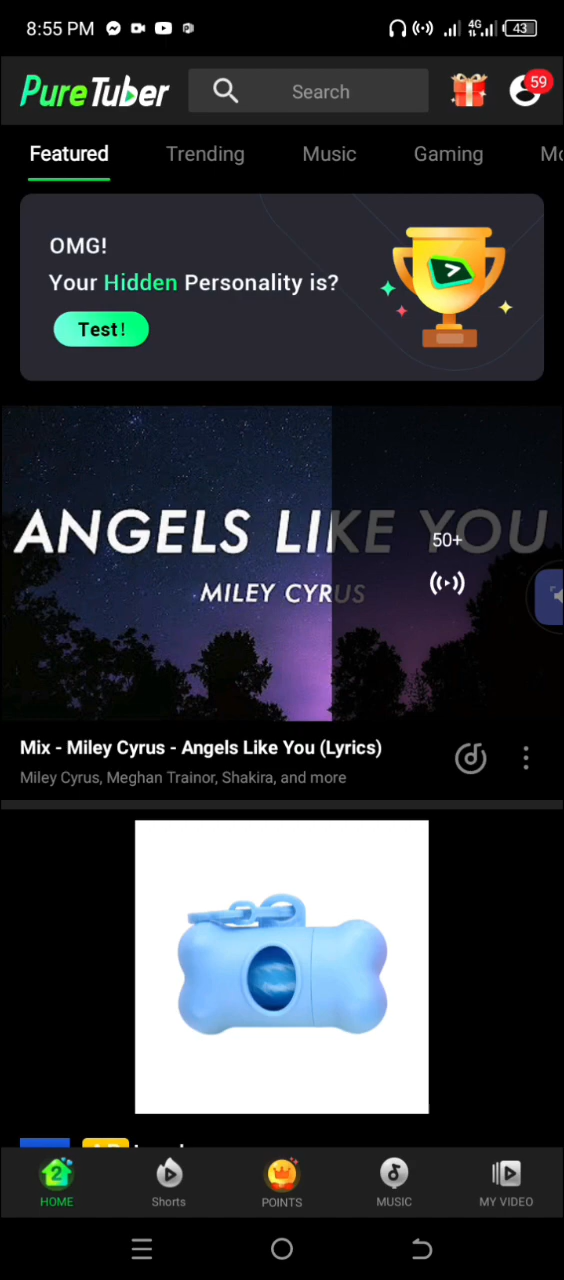 8:55 PM
4G
43
PureTuber
Search
59
Featured Trending Music Gaming
OMG!
Your Hidden Personality is?
Test!
ANGELS LIKE YOU
MILEY CYRUS
50+
Mix - Miley Cyrus - Angels Like You (Lyrics)
Miley Cyrus, Meghan Trainor, Shakira, and more
2
HOME Shorts POINTS MUSIC MY VIDEO